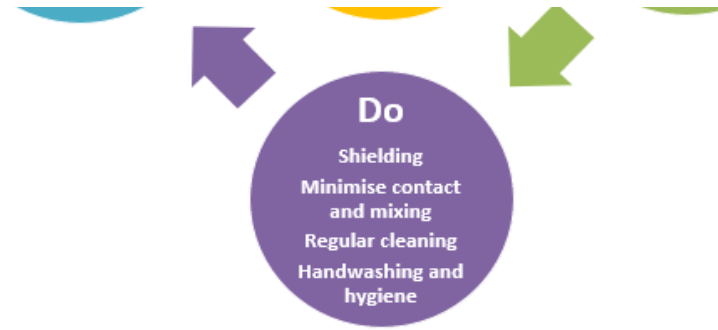 Do
Shielding
Minimise contact
and mixing
Regular cleaning
Handwashing and
hygiene